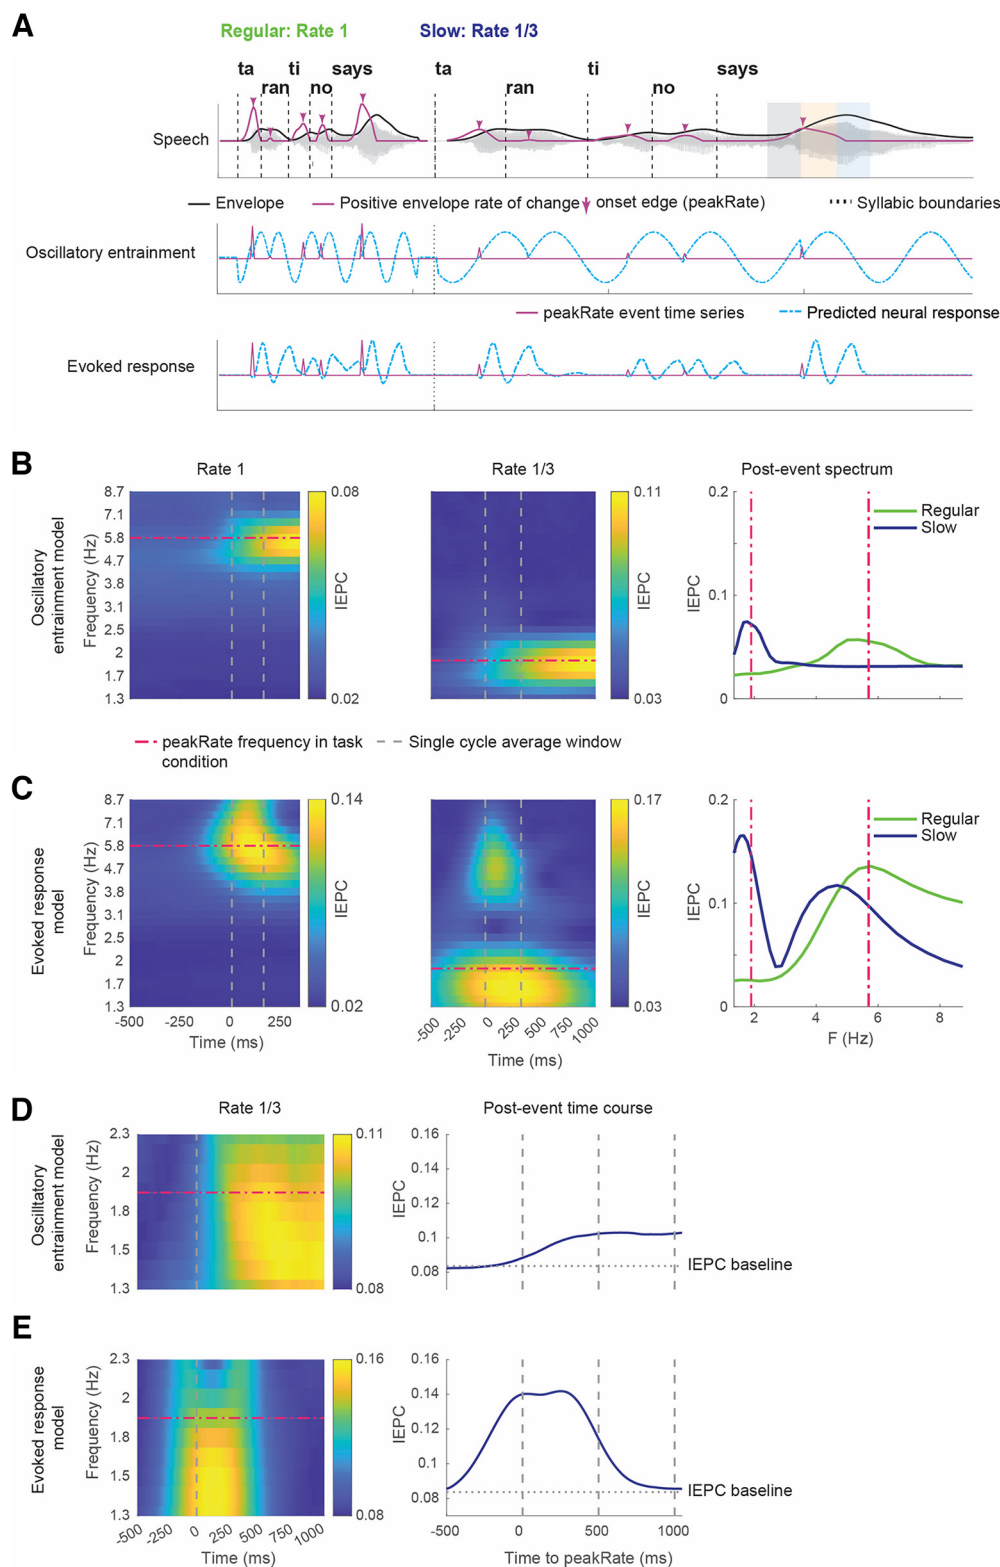 A
Regular: Rate 1 Slow: Rate 1/3
ta ti says ta ti says
ran no ran no
Speech
Envelope Positive envelope rate of change onset edge (peakRate) Syllabic boundaries
Oscillatory entrainment
peakRate event time series Predicted neural response
Evoked response
B
Rate 1 Rate 1/3 Post-event spectrum
Oscillatory
entrainment model
Frequency (Hz)
8.7
7.1
5.8
4.7
3.8
3.1
2.5
2
1.7
1.3
0.08
IEPC
0.02
0.11
IEPC
0.03
IEPC
0.2
0.1
0
Regular
Slow
peakRate frequency in task
condition
Single cycle average window
C
Evoked response
model
Frequency (Hz)
8.7
7.1
5.8
4.7
3.8
3.1
2.5
2
1.7
1.3
-500 -250 0 250
Time (ms)
0.14
IEPC
0.02
-500 -250 0 500 750 1000
Time (ms)
0.17
IEPC
0.03
IEPC
0.2
0.1
0
Regular
Slow
2 4 6 8
F (Hz)
D
Rate 1/3 Post-event time course
Oscilltatory
entrainment model
Frequency (Hz)
2.3
2
1.8
1.5
1.3
0.11
0.08
IEPC
0.16
0.14
0.12
0.1
0.08
IEPC baseline
E
Evoked response
model
Frequency (Hz)
2.3
2
1.8
1.5
1.3
-500 -250 0 500 750 1000
Time (ms)
0.16
0.08
IEPC
0.16
0.14
0.12
0.1
0.08
IEPC baseline
-500 0 500 1000
Time to peakRate (ms)